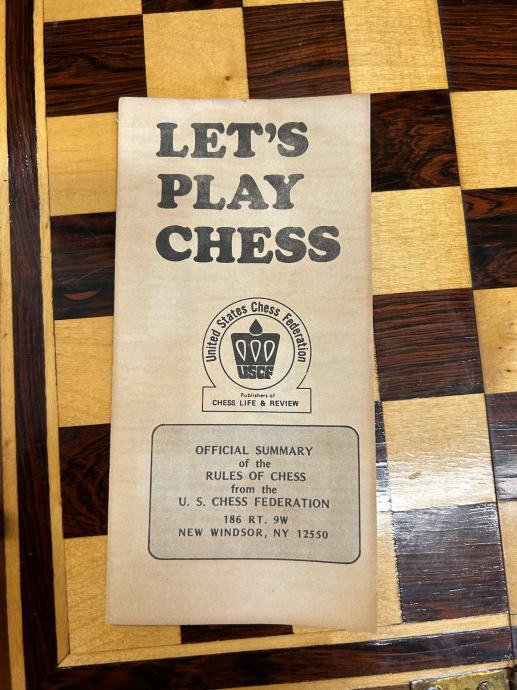 LET'S
PLAY
CHESS
United States Chess Federation
USCF
Publishers of
CHESS LIFE & REVIEW
OFFICIAL SUMMARY
of the
RULES OF CHESS
from the
U. S. CHESS FEDERATION
186 RT. 9W
NEW WINDSOR, NY 12550